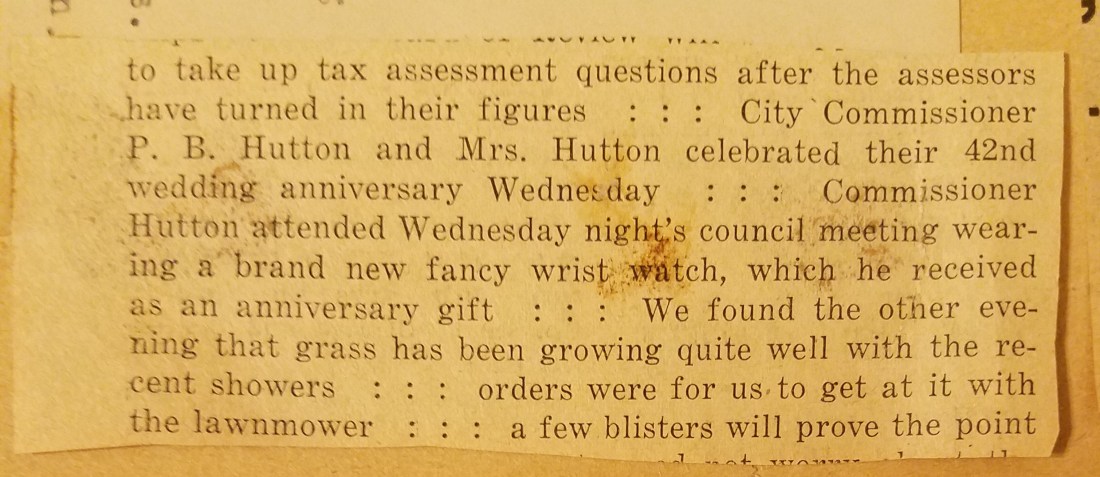 to take up tax assessment questions after the assessors
have turned in their figures : : : City Commissioner
P. B. Hutton and Mrs. Hutton celebrated their 42nd
wedding anniversary Wednesday : : : Commissioner
Hutton attended Wednesday night's council meeting wear-
ing a brand new fancy wrist watch, which he received
as an anniversary gift : : : We found the other eve-
ning that grass has been growing quite well with the re-
cent showers : : : orders were for us to get at it with
the lawnmower : : : a few blisters will prove the point